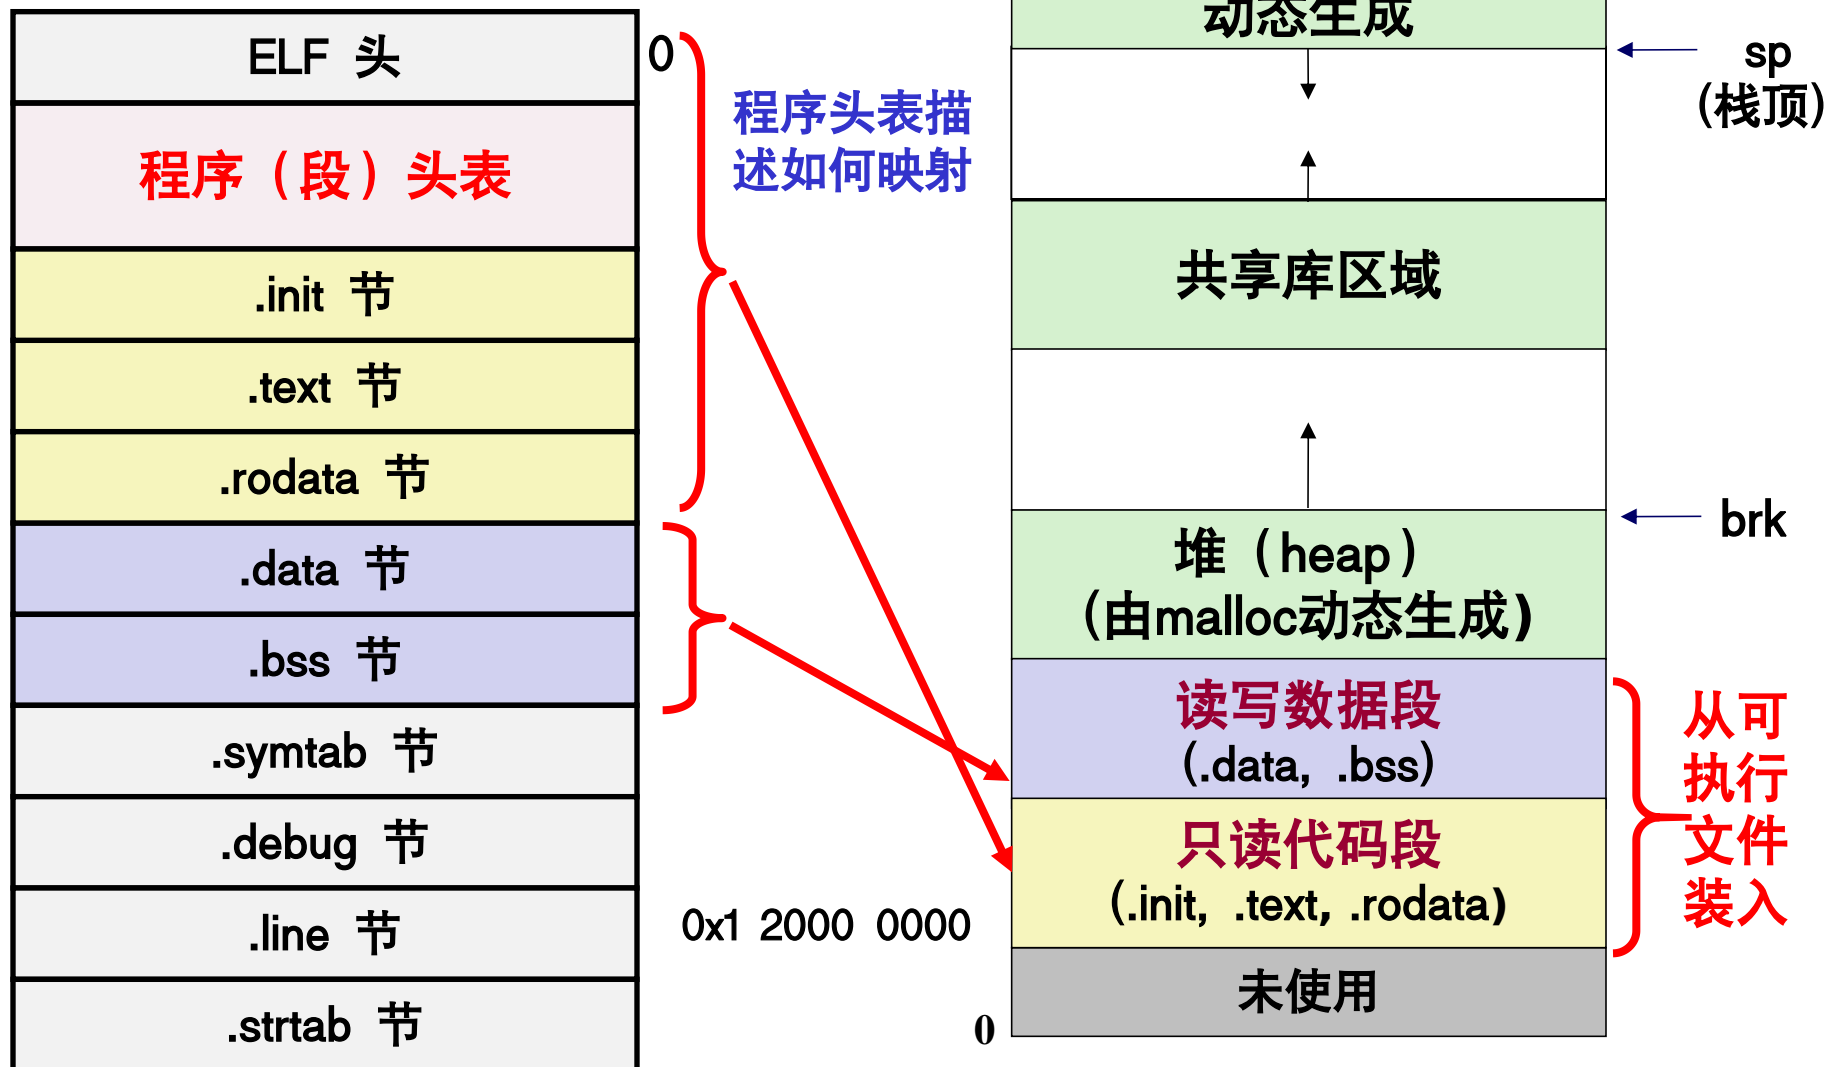 ELF 头
0
程序（段）头表
.init 节
.text 节
.rodata 节
.data 节
.bss 节
.symtab 节
.debug 节
.line 节
.strtab 节
程序头表描
述如何映射
0x1 2000 0000
0
动态生成
共享库区域
堆（heap）
(由malloc动态生成)
读写数据段
(.data, .bss)
只读代码段
(.init, .text, .rodata)
未使用
sp
(栈顶)
brk
从可
执行
文件
装入